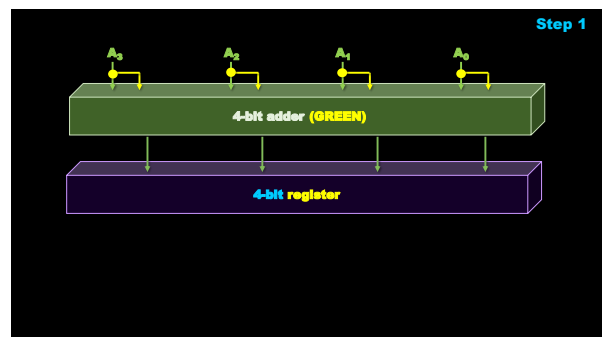 Step 1
A₃ A₂ A₁ A₀
4-bit adder (GREEN)
4-bit register